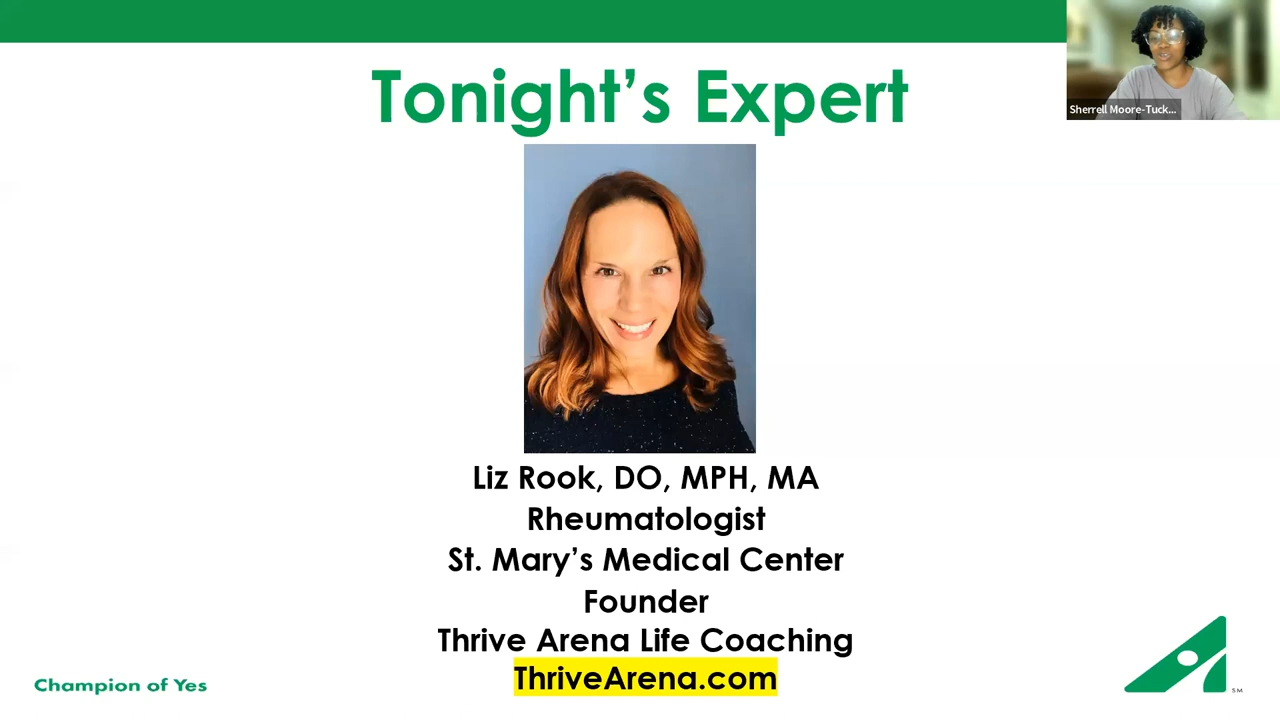 Tonight’s Expert
Sherrell Moore-Tuck...
Liz Rook, DO, MPH, MA
Rheumatologist
St. Mary’s Medical Center
Founder
Thrive Arena Life Coaching
ThriveArena.com
Champion of Yes
SM